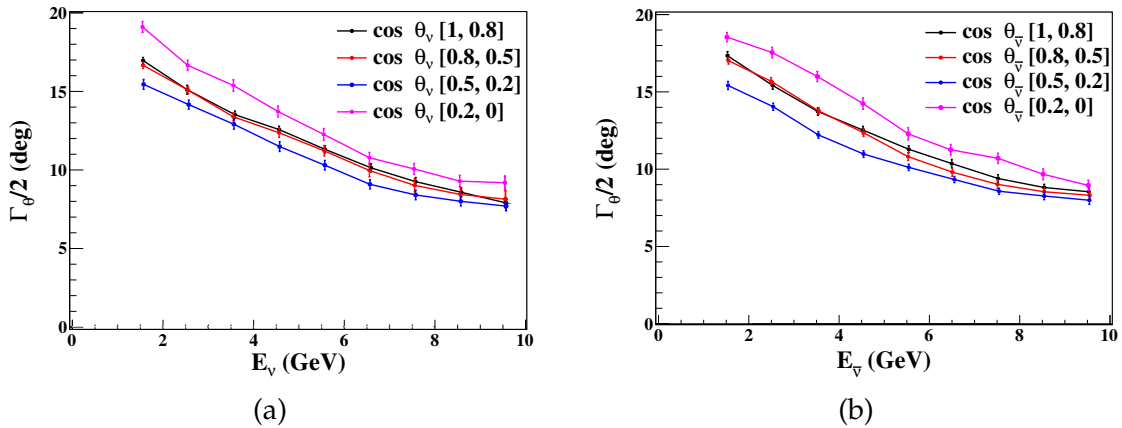 20
15
10
5
0
Γθ/2 (deg)
cos θν [1, 0.8]
cos θν [0.8, 0.5]
cos θν [0.5, 0.2]
cos θν [0.2, 0]
0 2 4 6 8 10
Eν (GeV)
(a)
20
15
10
5
0
Γθ/2 (deg)
cos θν̅ [1, 0.8]
cos θν̅ [0.8, 0.5]
cos θν̅ [0.5, 0.2]
cos θν̅ [0.2, 0]
0 2 4 6 8 10
Eν̅ (GeV)
(b)